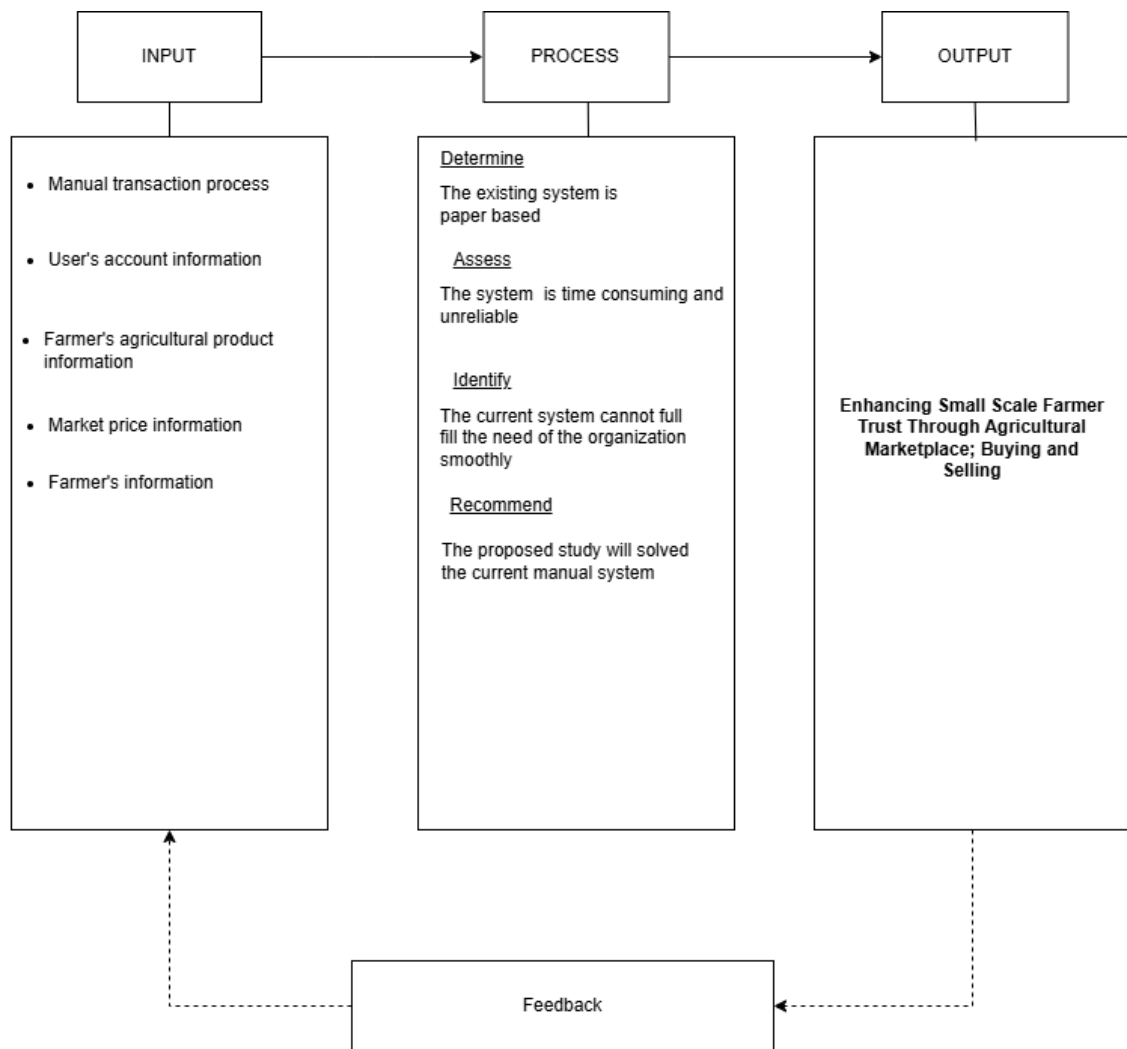 INPUT
PROCESS
OUTPUT
Manual transaction process
User's account information
Farmer's agricultural product
information
Market price information
Farmer's information
Determine
The existing system is
paper based
Assess
The system is time consuming and
unreliable
Identify
The current system cannot full
fill the need of the organization
smoothly
Recommend
The proposed study will solved
the current manual system
Enhancing Small Scale Farmer
Trust Through Agricultural
Marketplace; Buying and
Selling
Feedback